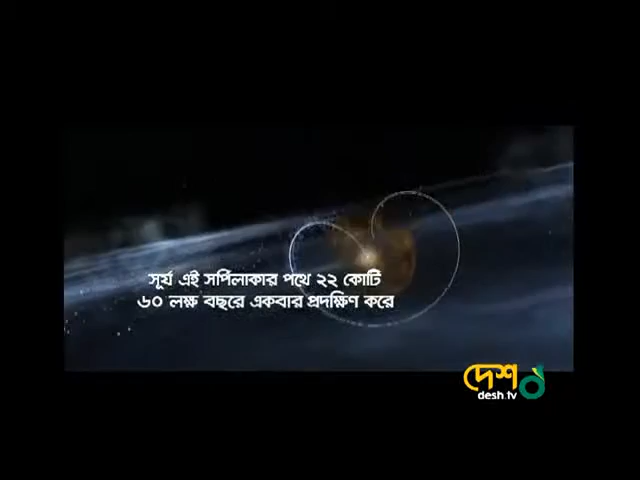 সূর্য এই সর্পিলাকার পথে ২২ কোটি
৬০ লক্ষ বছরে একবার প্রদক্ষিণ করে
দেশ
desh.tv